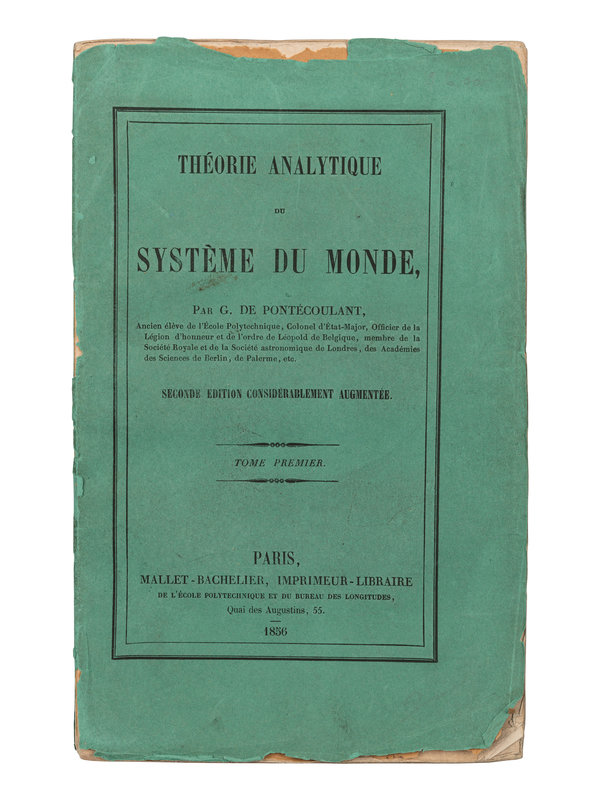 THÉORIE ANALYTIQUE
DU
SYSTÈME DU MONDE,
PAR G. DE PONTÉCOULANT,
Ancien élève de l'École Polytechnique, Colonel d'État-Major, Officier de la
Légion d'honneur et de l'ordre de Léopold de Belgique, membre de la
Société Royale et de la Société astronomique de Londres, des Académies
des Sciences de Berlin, de Palerme, etc.
SECONDE EDITION CONSIDÉRABLEMENT AUGMENTÉE.
TOME PREMIER.
PARIS,
MALLET-BACHELIER, IMPRIMEUR-LIBRAIRE
DE L'ÉCOLE POLYTECHNIQUE ET DU BUREAU DES LONGITUDES,
Quai des Augustins, 55.
1856